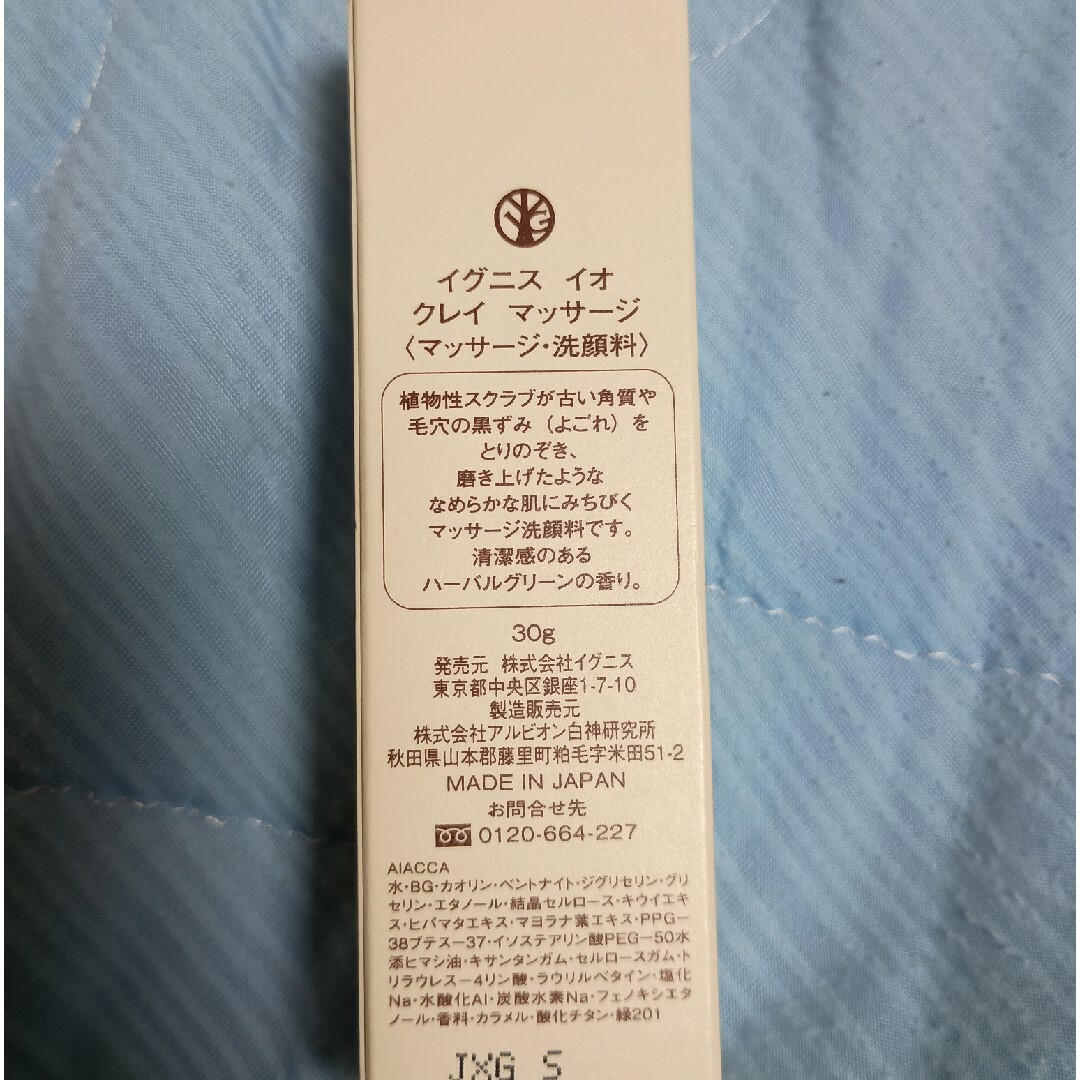 イグニス イオ
クレイ マッサージ
〈マッサージ・洗顔料〉
植物性スクラブが古い角質や
毛穴の黒ずみ（よごれ）を
とりのぞき、
磨き上げたような
なめらかな肌にみちびく
マッサージ洗顔料です。
清潔感のある
ハーバルグリーンの香り。
30g
発売元 株式会社イグニス
東京都中央区銀座1-7-10
製造販売元
株式会社アルビオン白神研究所
秋田県山本郡藤里町粕毛字米田51-2
MADE IN JAPAN
お問合せ先
0120-664-227
AIACCA
水・BG・カオリン・ベントナイト・ジグリセリン・グリ
セリン・エタノール・結晶セルロース・キウイエキ
ス・ヒバマタエキス・マヨラナ葉エキス・PPG－
38ブテス－37・イソステアリン酸PEG－50水
添ヒマシ油・キサンタンガム・セルロースガム・ト
リラウレス－4リン酸・ラウリルベタイン・塩化
Na・水酸化Al・炭酸水素Na・フェノキシエタ
ノール・香料・カラメル・酸化チタン・緑201
JXG S